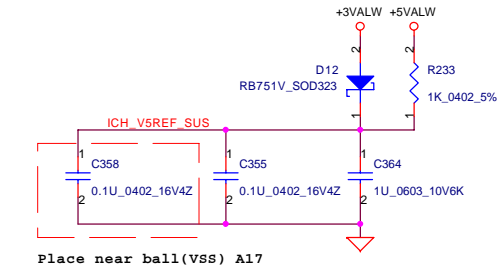 +3VALW +5VALW
2 2
D12 R233
RB751V_SOD323
1K_0402_5%
1 1
ICH_V5REF_SUS
1 1 1
C358 C355 C364
0.1U_0402_16V4Z 0.1U_0402_16V4Z 1U_0603_10V6K
2 2 2
Place near ball(VSS) A17